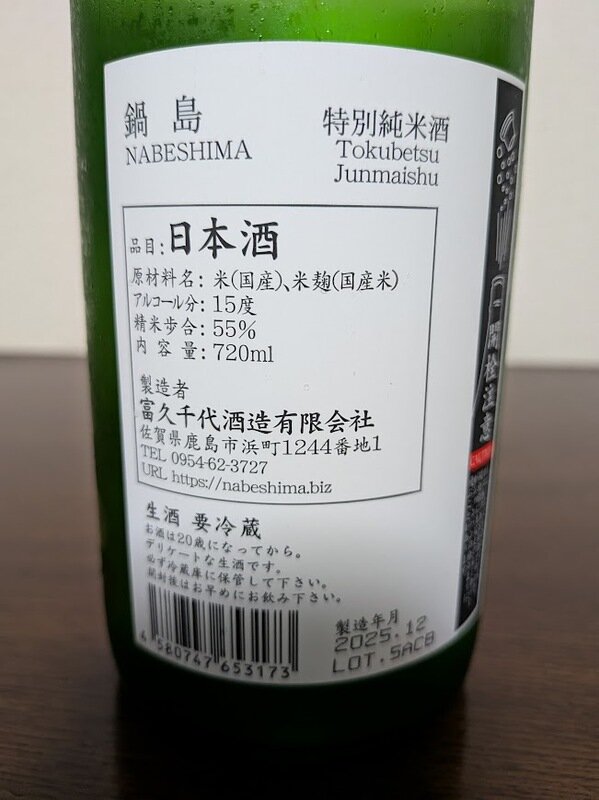 鍋島
NABESHIMA
特別純米酒
Tokubetsu
Junmaishu
品目:日本酒
原材料名:米(国産)、米麹(国産米)
アルコール分:15度
精米歩合:55%
内容量:720ml
製造者
富久千代酒造有限会社
佐賀県鹿島市浜町1244番地1
TEL 0954-62-3727
URL https://nabeshima.biz
生酒 要冷蔵
お酒は20歳になってから。
デリケートな生酒です。
必ず冷蔵庫に保管して下さい。
開封後はお早めにお飲み下さい。
4 580747 653173
製造年月
2025.12
LOT.5ACB
開栓注意